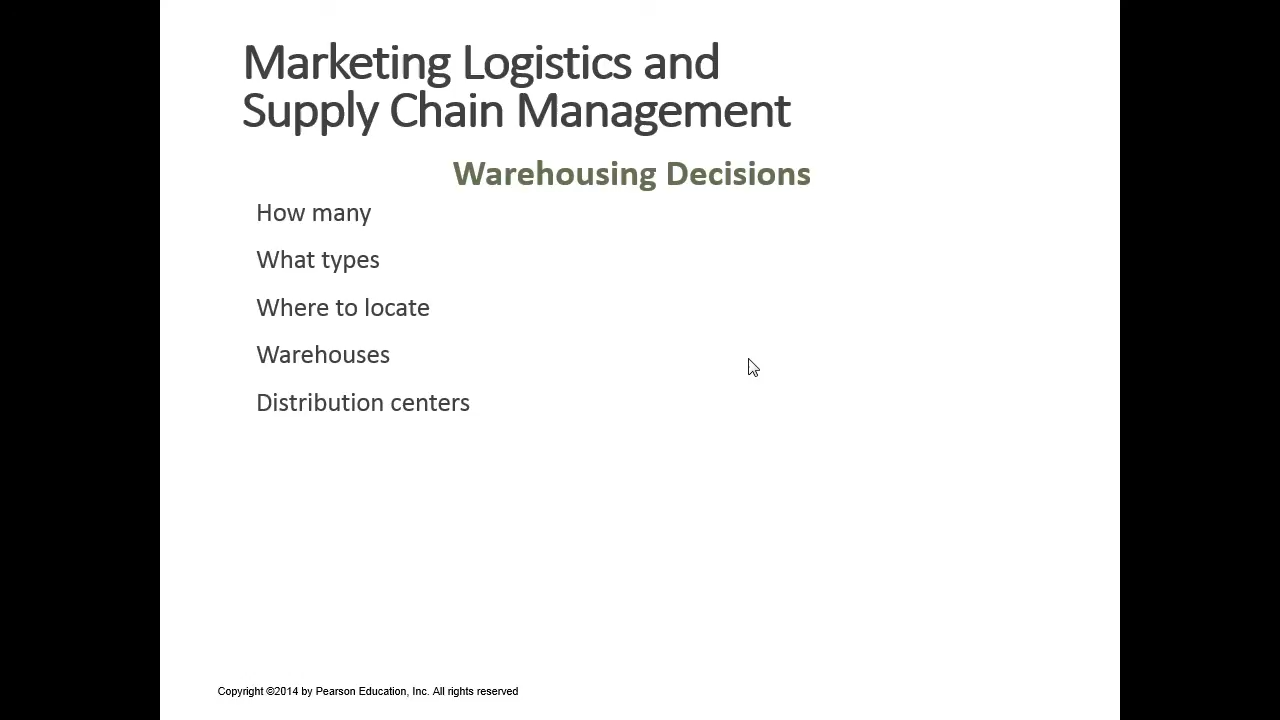 Marketing Logistics and
Supply Chain Management
Warehousing Decisions
How many
What types
Where to locate
Warehouses
Distribution centers
Copyright ©2014 by Pearson Education, Inc. All rights reserved